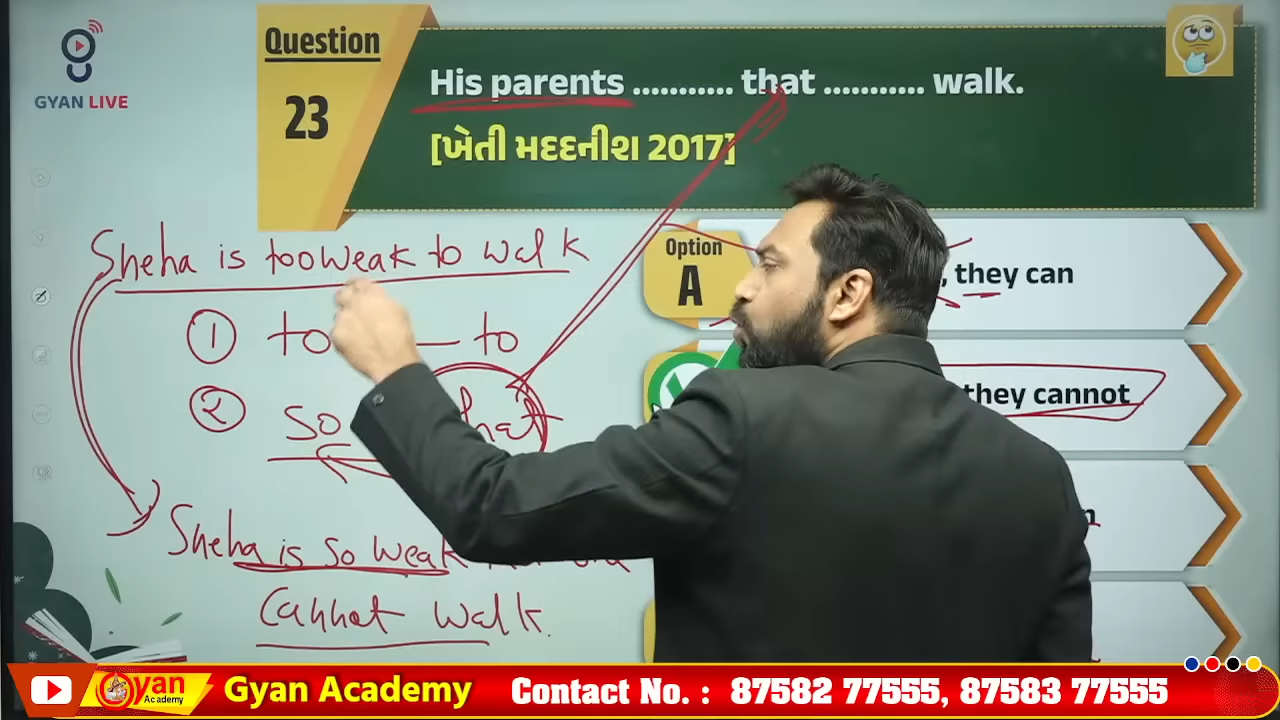 GYAN LIVE
Question
23
His parents ........... that ........... walk.
[ખેતી મદદનીશ 2017]
Sneha is too weak to walk
① to — to
② so hat
Sneha is so weak
cannot walk.
Option
A
, they can
they cannot
Gyan
Academy
Gyan Academy
Contact No. : 87582 77555, 87583 77555